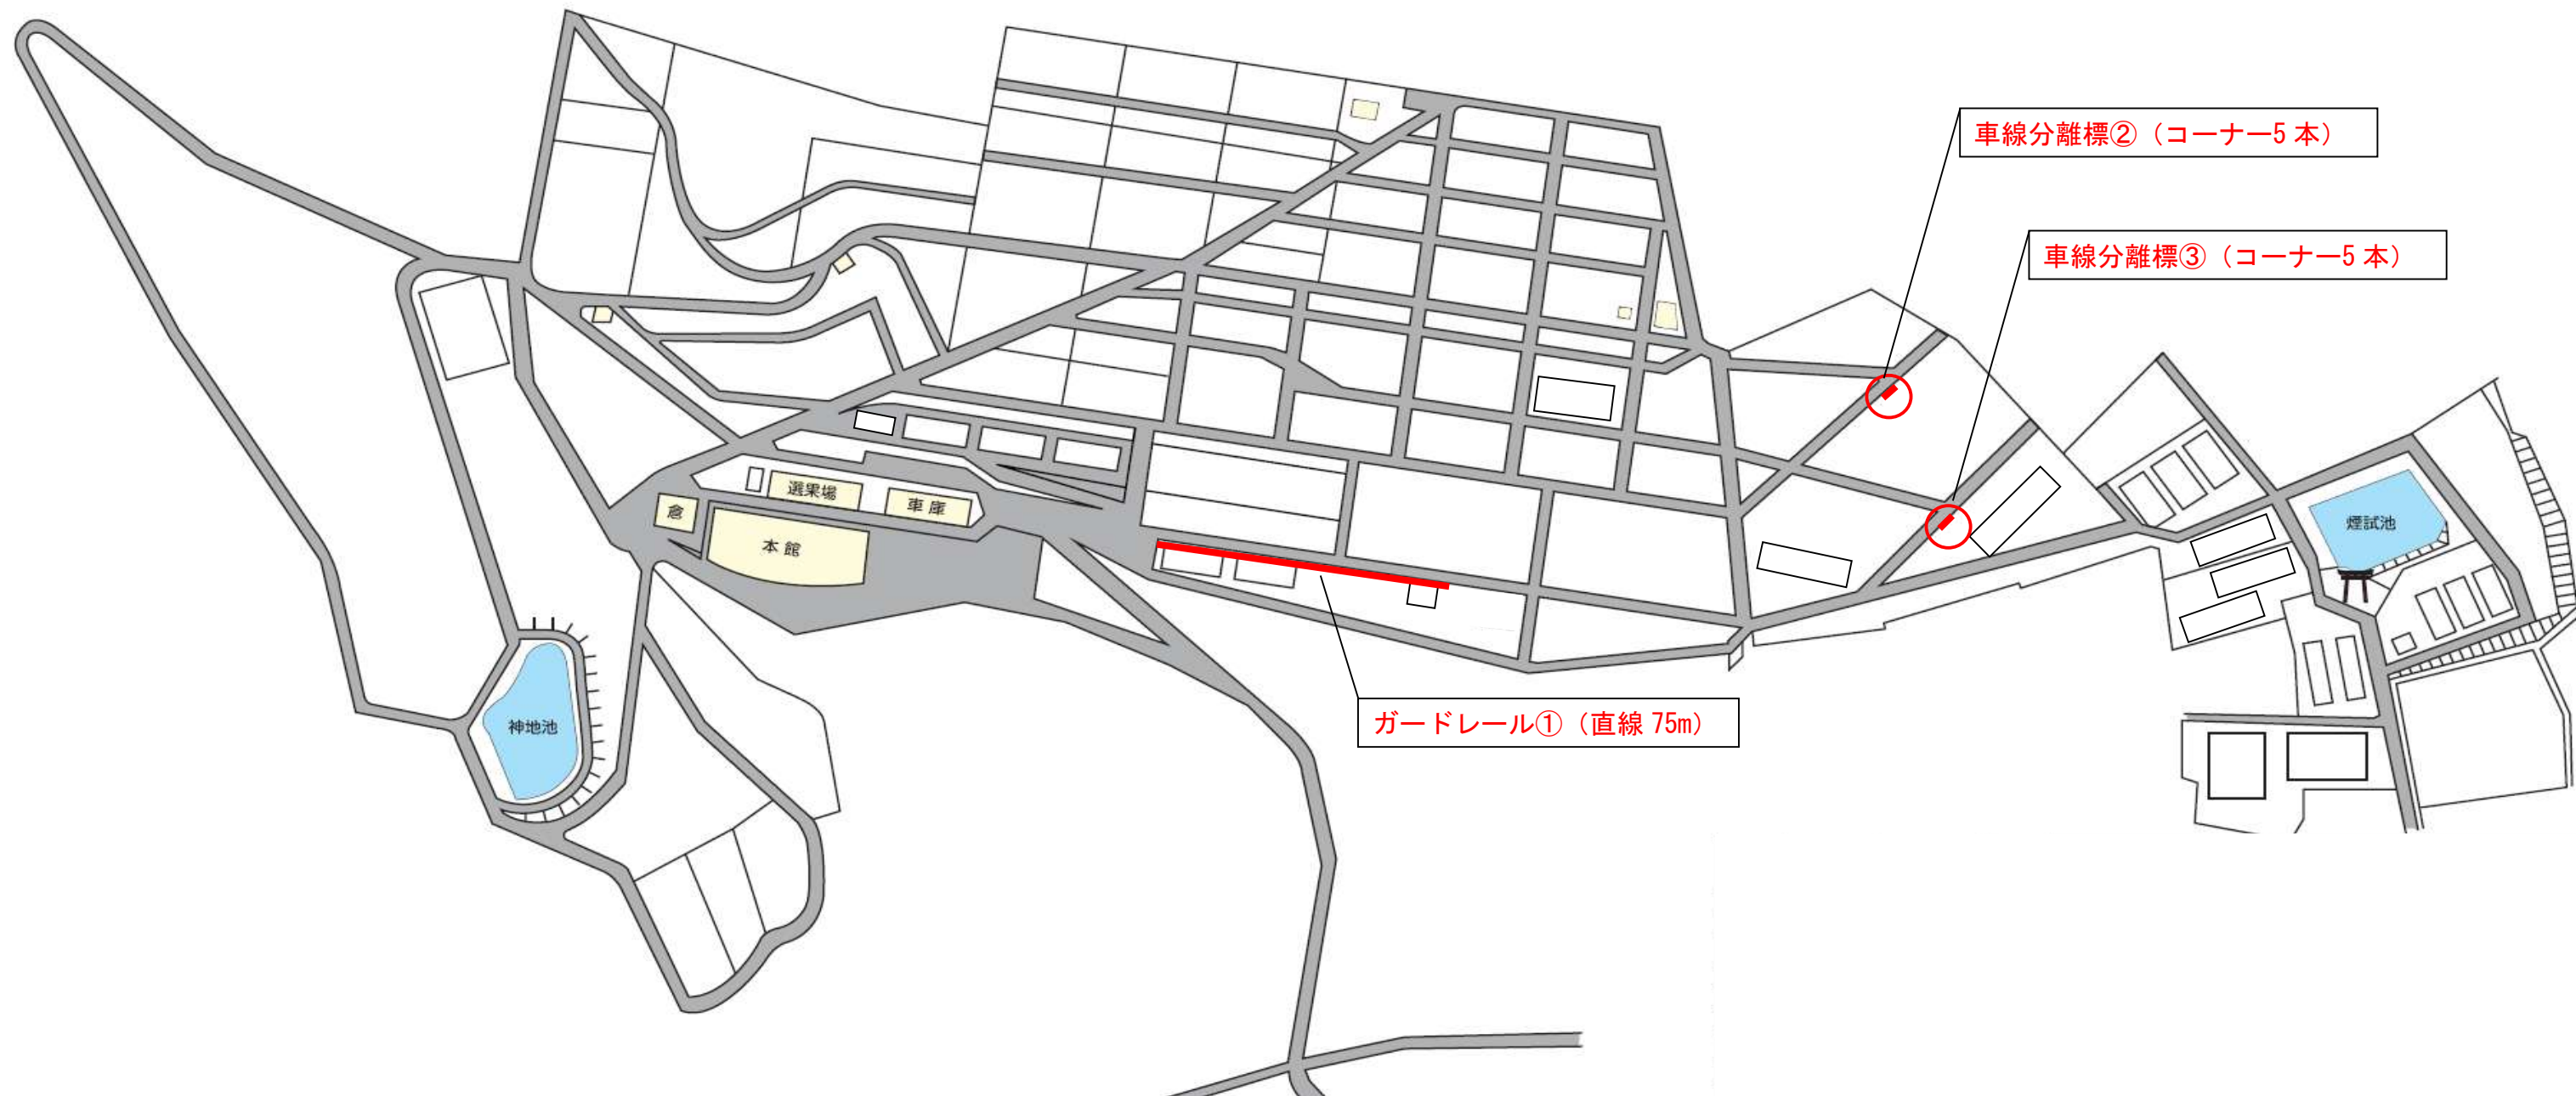 車線分離標②（コーナー5本）
車線分離標③（コーナー5本）
選果場
車庫
倉
本館
煙試池
ガードレール①（直線 75m）
神地池